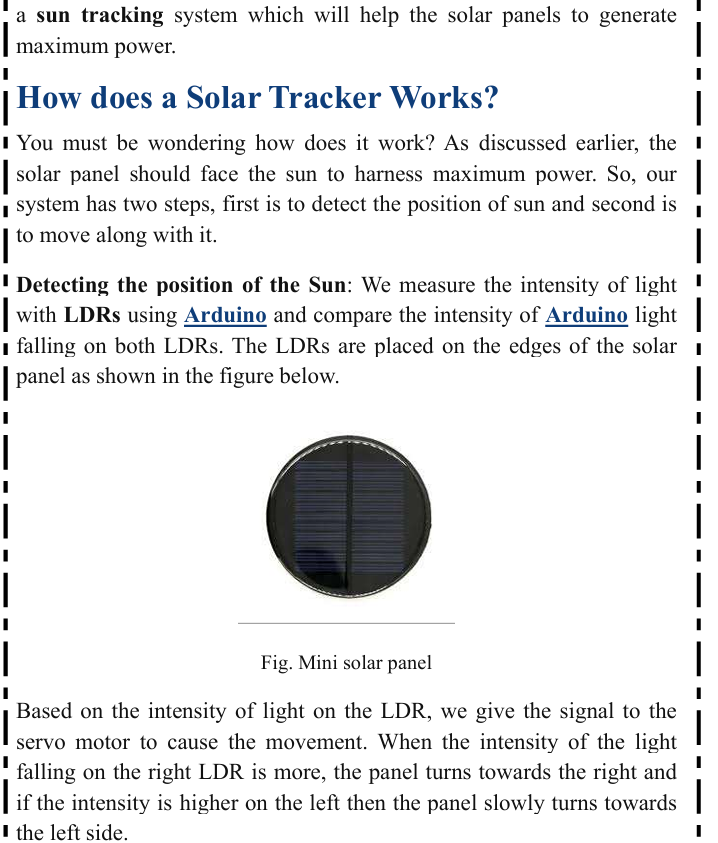 a sun tracking system which will help the solar panels to generate
maximum power.
How does a Solar Tracker Works?
You must be wondering how does it work? As discussed earlier, the
solar panel should face the sun to harness maximum power. So, our
system has two steps, first is to detect the position of sun and second is
to move along with it.
Detecting the position of the Sun: We measure the intensity of light
with LDRs using Arduino and compare the intensity of Arduino light
falling on both LDRs. The LDRs are placed on the edges of the solar
panel as shown in the figure below.
Fig. Mini solar panel
Based on the intensity of light on the LDR, we give the signal to the
servo motor to cause the movement. When the intensity of the light
falling on the right LDR is more, the panel turns towards the right and
if the intensity is higher on the left then the panel slowly turns towards
the left side.